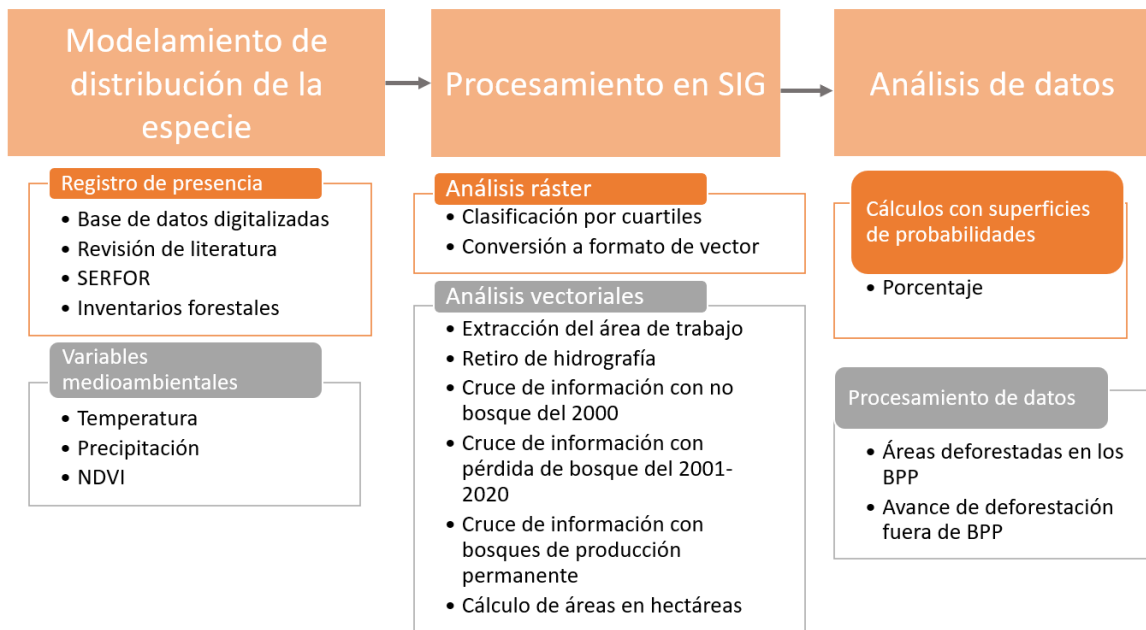 Modelamiento de
distribución de la
especie
Registro de presencia
• Base de datos digitalizadas
• Revisión de literatura
• SERFOR
• Inventarios forestales
Variables
medioambientales
• Temperatura
• Precipitación
• NDVI
Procesamiento en SIG
Análisis ráster
• Clasificación por cuartiles
• Conversión a formato de vector
Análisis vectoriales
• Extracción del área de trabajo
• Retiro de hidrografía
• Cruce de información con no
bosque del 2000
• Cruce de información con
pérdida de bosque del 2001-
2020
• Cruce de información con
bosques de producción
permanente
• Cálculo de áreas en hectáreas
Análisis de datos
Cálculos con superficies
de probabilidades
• Porcentaje
Procesamiento de datos
• Áreas deforestadas en los
BPP
• Avance de deforestación
fuera de BPP